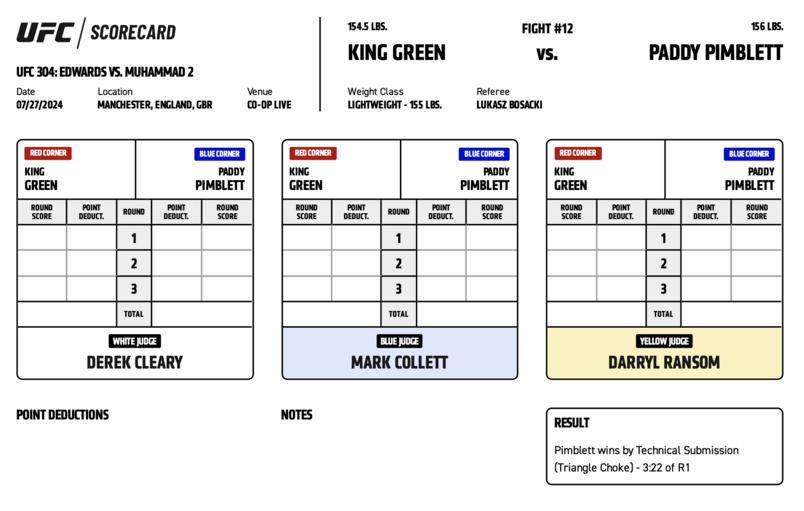 UFC / SCORECARD
UFC 304: EDWARDS VS. MUHAMMAD 2
Date Location Venue
07/27/2024 MANCHESTER, ENGLAND, GBR CO-OP LIVE
154.5 LBS. FIGHT #12 156 LBS.
KING GREEN VS. PADDY PIMBLETT
Weight Class Referee
LIGHTWEIGHT - 155 LBS. LUKASZ BOSACKI
RED CORNER BLUE CORNER
KING PADDY
GREEN PIMBLETT
ROUND POINT ROUND POINT ROUND
SCORE DEDUCT. DEDUCT. SCORE
1
2
3
TOTAL
WHITE JUDGE
DEREK CLEARY
RED CORNER BLUE CORNER
KING PADDY
GREEN PIMBLETT
ROUND POINT ROUND POINT ROUND
SCORE DEDUCT. DEDUCT. SCORE
1
2
3
TOTAL
BLUE JUDGE
MARK COLLETT
RED CORNER BLUE CORNER
KING PADDY
GREEN PIMBLETT
ROUND POINT ROUND POINT ROUND
SCORE DEDUCT. DEDUCT. SCORE
1
2
3
TOTAL
YELLOW JUDGE
DARRYL RANSOM
POINT DEDUCTIONS
NOTES
RESULT
Pimblett wins by Technical Submission
(Triangle Choke) - 3:22 of R1